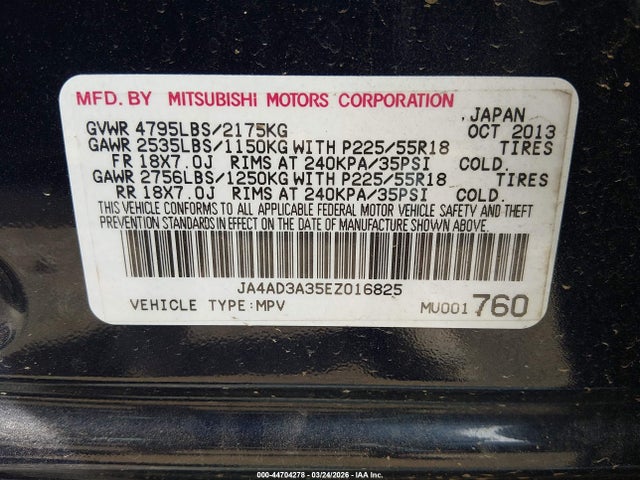 MFD. BY MITSUBISHI MOTORS CORPORATION
, JAPAN
GVWR 4795LBS/2175KG OCT 2013
GAWR 2535LBS/1150KG WITH P225/55R18 TIRES
FR 18X7.0J RIMS AT 240KPA/35PSI COLD.
GAWR 2756LBS/1250KG WITH P225/55R18 TIRES
RR 18X7.0J RIMS AT 240KPA/35PSI COLD.
THIS VEHICLE CONFORMS TO ALL APPLICABLE FEDERAL MOTOR VEHICLE SAFETY AND THEFT
PREVENTION STANDARDS IN EFFECT ON THE DATE OF MANUFACTURE SHOWN ABOVE.
JA4AD3A35EZ016825
VEHICLE TYPE:MPV MU001760
000-44704278 - 03/24/2026 - IAA Inc.